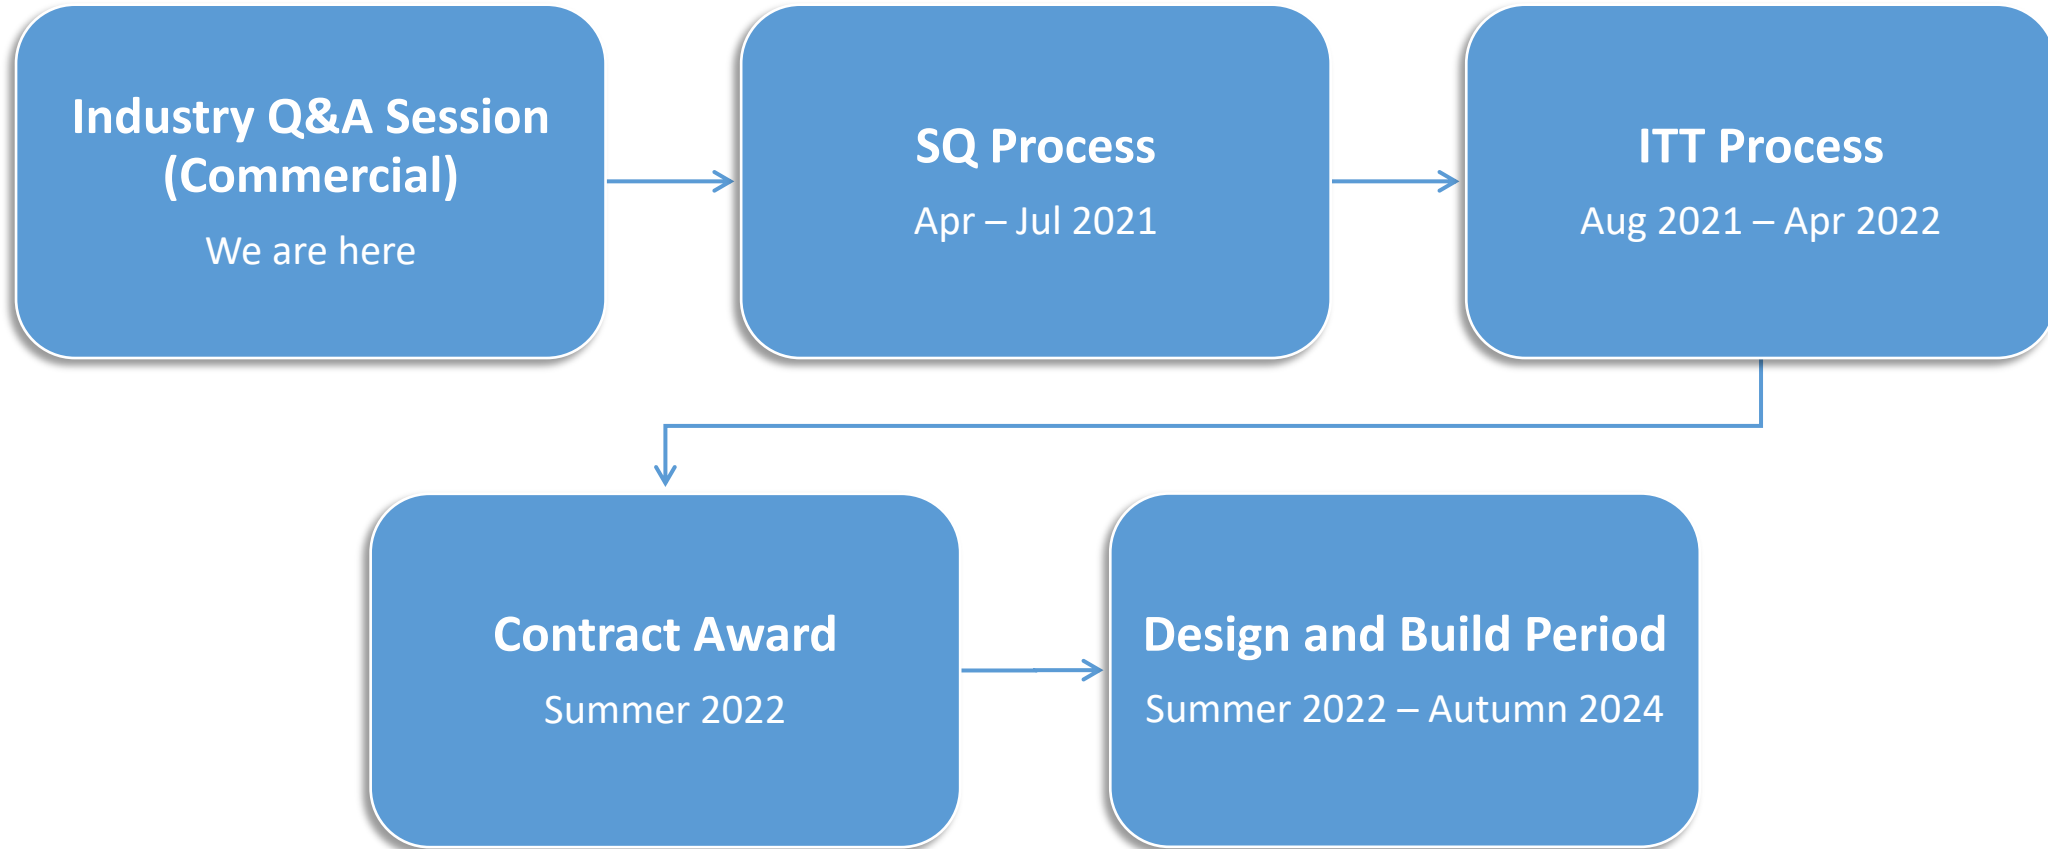 Industry Q&A Session
(Commercial)
We are here
SQ Process
Apr – Jul 2021
ITT Process
Aug 2021 – Apr 2022
Contract Award
Summer 2022
Design and Build Period
Summer 2022 – Autumn 2024